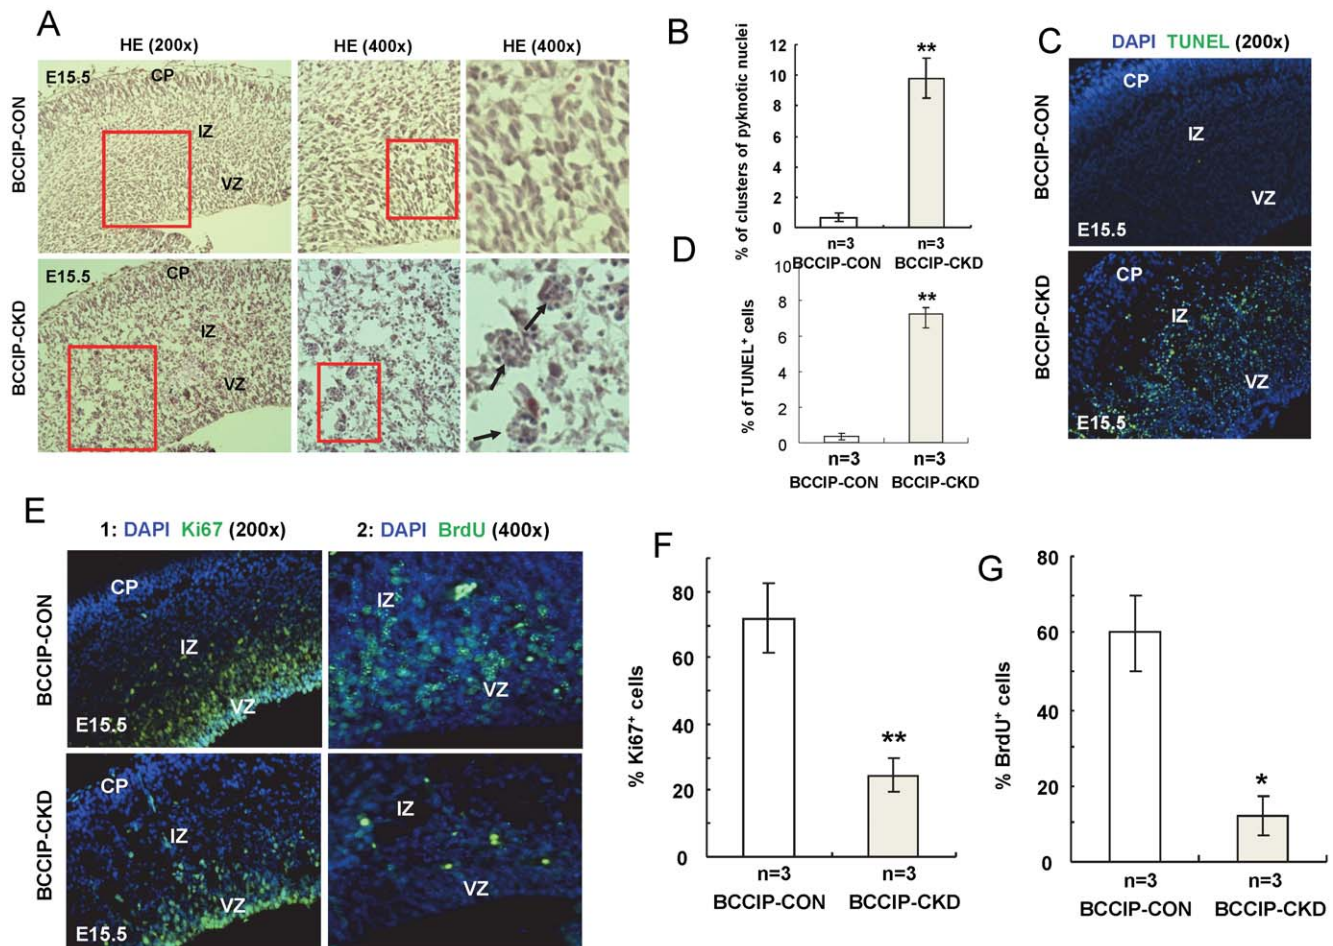 A
HE (200x)
HE (400x)
HE (400x)
BCCIP-CON
E15.5
CP
IZ
VZ
BCCIP-CKD
E15.5
CP
IZ
VZ
B
% of clusters of pyknotic nuclei
14
12
10
8
6
4
2
0
**
n=3
n=3
BCCIP-CON
BCCIP-CKD
C
DAPI TUNEL (200x)
BCCIP-CON
CP
IZ
VZ
E15.5
BCCIP-CKD
CP
IZ
VZ
E15.5
D
% of TUNEL+ cells
10
8
6
4
2
0
**
n=3
n=3
BCCIP-CON
BCCIP-CKD
E
1: DAPI Ki67 (200x)
2: DAPI BrdU (400x)
BCCIP-CON
CP
IZ
VZ
E15.5
IZ
VZ
BCCIP-CKD
CP
IZ
VZ
E15.5
IZ
VZ
F
% Ki67+ cells
80
60
40
20
0
**
n=3
n=3
BCCIP-CON
BCCIP-CKD
G
% BrdU+ cells
80
60
40
20
0
*
n=3
n=3
BCCIP-CON
BCCIP-CKD